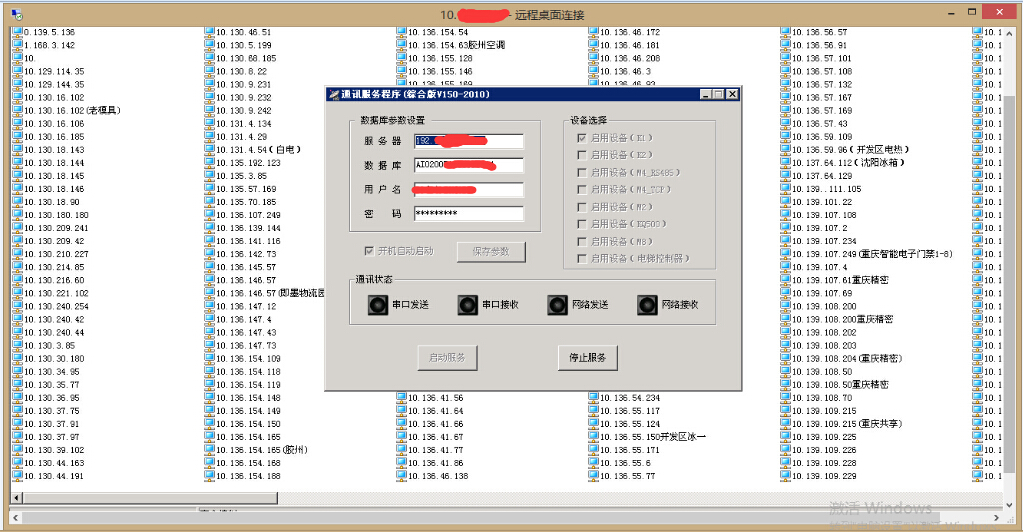 10. - 远程桌面连接
0.139.5.136
1.168.3.142
10.
10.129.114.35
10.129.144.35
10.130.16.102
10.130.16.102(老模具)
10.130.16.106
10.130.16.185
10.130.18.143
10.130.18.144
10.130.18.145
10.130.18.146
10.130.18.90
10.130.180.180
10.130.209.241
10.130.209.42
10.130.210.227
10.130.214.85
10.130.216.60
10.130.221.102
10.130.240.254
10.130.240.42
10.130.240.44
10.130.3.85
10.130.30.180
10.130.34.95
10.130.35.77
10.130.36.95
10.130.37.75
10.130.37.91
10.130.37.97
10.130.39.102
10.130.44.163
10.130.44.191
10.130.46.51
10.130.5.199
10.130.68.185
10.130.8.22
10.130.9.231
10.130.9.232
10.130.9.242
10.131.4.134
10.131.4.29
10.131.4.54(自电)
10.135.192.123
10.135.3.85
10.135.57.169
10.135.70.185
10.136.107.249
10.136.139.144
10.136.141.116
10.136.142.73
10.136.145.57
10.136.146.57
10.136.146.57(即墨物流园
10.136.147.12
10.136.147.4
10.136.147.43
10.136.147.73
10.136.154.109
10.136.154.118
10.136.154.119
10.136.154.148
10.136.154.149
10.136.154.150
10.136.154.165
10.136.154.165(胶州)
10.136.154.168
10.136.154.188
10.136.154.54
10.136.154.63胶州空调
10.136.155.128
10.136.155.146
10.136.155.169
10.136.41.56
10.136.41.64
10.136.41.66
10.136.41.67
10.136.41.77
10.136.41.86
10.136.46.138
10.136.46.172
10.136.46.181
10.136.46.208
10.136.46.3
10.136.46.93
10.136.54.234
10.136.55.117
10.136.55.124
10.136.55.150开发区冰一
10.136.55.171
10.136.55.6
10.136.55.77
10.136.56.57
10.136.56.91
10.136.57.101
10.136.57.108
10.136.57.132
10.136.57.167
10.136.57.169
10.136.57.43
10.136.59.109
10.136.59.96(开发区电热)
10.137.64.112(沈阳冰箱)
10.137.64.129
10.139..111.105
10.139.101.22
10.139.107.108
10.139.107.2
10.139.107.234
10.139.107.249(重庆智能电子门禁1-8)
10.139.107.4
10.139.107.61重庆精密
10.139.107.69
10.139.108.200
10.139.108.200重庆精密
10.139.108.202
10.139.108.203
10.139.108.204(重庆精密)
10.139.108.50
10.139.108.50重庆精密
10.139.108.70
10.139.109.215
10.139.109.215(重庆共享)
10.139.109.225
10.139.109.226
10.139.109.228
10.139.109.229
通讯服务程序(综合版V150-2010)
数据库参数设置
服 务 器 192.
数 据 库 AIO200
用 户 名
密 码 *********
开机自动启动
保存参数
设备选择
启用设备(K1)
启用设备(K2)
启用设备(M4_RS485)
启用设备(M4_TCP)
启用设备(M2)
启用设备(KQ500)
启用设备(M8)
启用设备(电梯控制器)
通讯状态
串口发送
串口接收
网络发送
网络接收
启动服务
停止服务
激活 Windows